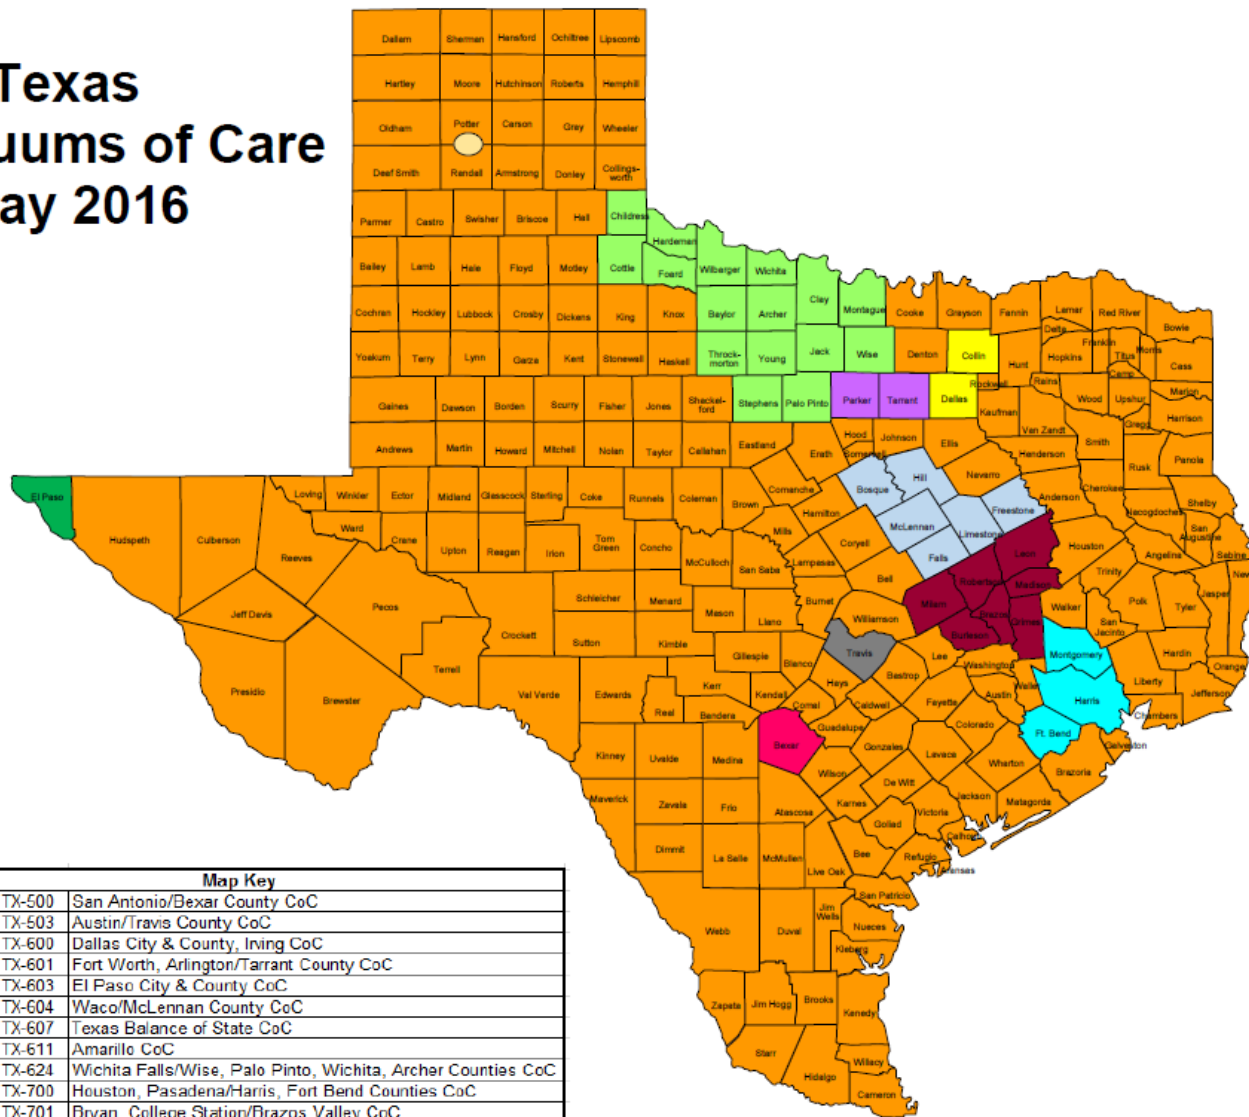 Texas
uums of Care
ay 2016
Dallam Sherman Hansford Ochiltree Lipscomb
Hartley Moore Hutchinson Roberts Hemphill
Oldham Potter Carson Gray Wheeler
Deaf Smith Randall Armstrong Donley Collings-
worth
Parmer Castro Swisher Briscoe Hall Childress
Hardeman
Bailey Lamb Hale Floyd Motley Cottle Foard Wilbarger Wichita
Cochran Hockley Lubbock Crosby Dickens King Knox Baylor Archer Clay Montague Cooke Grayson Fannin Lamar Red River Bowie
Delta Franklin Titus Morris
Yoakum Terry Lynn Garza Kent Stonewall Haskell Throck-
morton Young Jack Wise Denton Collin Hunt Hopkins Camp Cass
Gaines Dawson Borden Scurry Fisher Jones Shackel-
ford Stephens Palo Pinto Parker Tarrant Dallas Rockwall Rains Wood Upshur Marion
Kaufman Van Zandt Gregg Harrison
Andrews Martin Howard Mitchell Nolan Taylor Callahan Eastland Erath Hood Somervell Johnson Ellis Henderson Smith Rusk Panola
El Paso Loving Winkler Ector Midland Glasscock Sterling Coke Runnels Coleman Brown Comanche Bosque Hill Navarro Anderson Cherokee Shelby
Hudspeth Culberson Reeves Ward Crane Upton Reagan Irion Tom
Green Concho Mills Hamilton McLennan Limestone Freestone Nacogdoches San
Augustine Sabine
McCulloch San Saba Lampasas Coryell Falls Leon Houston Angelina New
Jeff Davis Pecos Schleicher Menard Mason Burnet Bell Milam Robertson Madison Trinity Polk Tyler Jasper
Presidio Brewster Terrell Crockett Sutton Kimble Llano Williamson Burleson Brazos Grimes Walker San
Jacinto Hardin Orange
Val Verde Edwards Gillespie Blanco Travis Lee Washington Montgomery Liberty Jefferson
Real Kerr Kendall Hays Bastrop Austin Waller Harris Chambers
Bandera Comal Caldwell Fayette Colorado Ft. Bend Galveston
Kinney Uvalde Medina Bexar Guadalupe Gonzales Lavaca Wharton Brazoria
Maverick Zavala Frio Atascosa Wilson Karnes De Witt Jackson Matagorda
Dimmit La Salle McMullen Live Oak Bee Goliad Victoria Calhoun Refugio Aransas
Webb Duval Jim
Wells San Patricio Nueces Kleberg
Zapata Jim Hogg Brooks Kenedy
Starr Hidalgo Willacy Cameron
Map Key
TX-500 San Antonio/Bexar County CoC
TX-503 Austin/Travis County CoC
TX-600 Dallas City & County, Irving CoC
TX-601 Fort Worth, Arlington/Tarrant County CoC
TX-603 El Paso City & County CoC
TX-604 Waco/McLennan County CoC
TX-607 Texas Balance of State CoC
TX-611 Amarillo CoC
TX-624 Wichita Falls/Wise, Palo Pinto, Wichita, Archer Counties CoC
TX-700 Houston, Pasadena/Harris, Fort Bend Counties CoC
TX-701 Bryan, College Station/Brazos Valley CoC